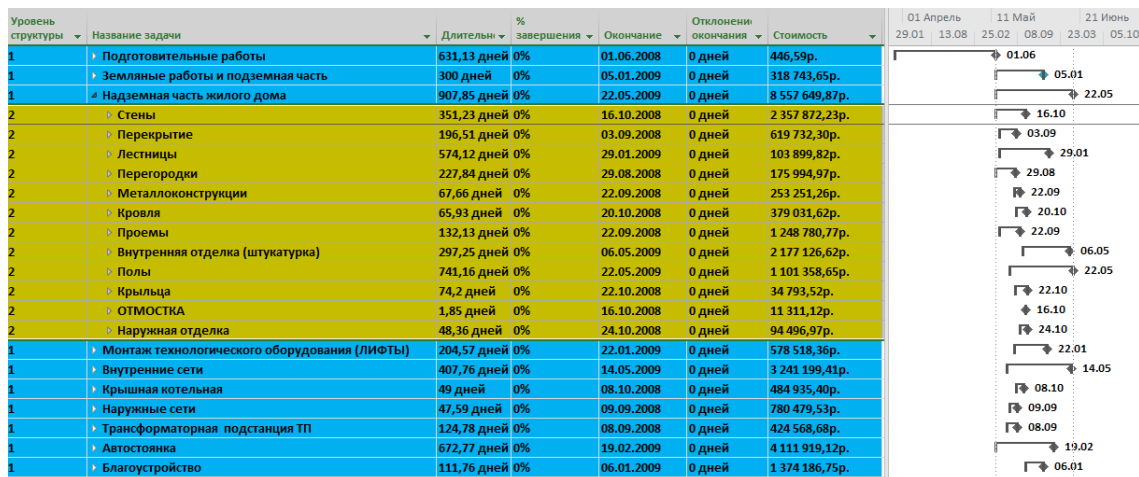 Уровень структуры Название задачи Длительн % завершения Окончание Отклонени окончания Стоимость 01 Апрель 11 Май 21 Июнь
29.01 13.08 25.02 08.09 23.03 05.10
1 Подготовительные работы 631,13 дней 0% 01.06.2008 0 дней 446,59р. 01.06
1 Земляные работы и подземная часть 300 дней 0% 05.01.2009 0 дней 318 743,65р. 05.01
1 Надземная часть жилого дома 907,85 дней 0% 22.05.2009 0 дней 8 557 649,87р. 22.05
2 Стены 351,23 дней 0% 16.10.2008 0 дней 2 357 872,23р. 16.10
2 Перекрытие 196,51 дней 0% 03.09.2008 0 дней 619 732,30р. 03.09
2 Лестницы 574,12 дней 0% 29.01.2009 0 дней 103 899,82р. 29.01
2 Перегородки 227,84 дней 0% 29.08.2008 0 дней 175 994,97р. 29.08
2 Металлоконструкции 67,66 дней 0% 22.09.2008 0 дней 253 251,26р. 22.09
2 Кровля 65,93 дней 0% 20.10.2008 0 дней 379 031,62р. 20.10
2 Проемы 132,13 дней 0% 22.09.2008 0 дней 1 248 780,77р. 22.09
2 Внутренняя отделка (штукатурка) 297,25 дней 0% 06.05.2009 0 дней 2 177 126,62р. 06.05
2 Полы 741,16 дней 0% 22.05.2009 0 дней 1 101 358,65р. 22.05
2 Крыльца 74,2 дней 0% 22.10.2008 0 дней 34 793,52р. 22.10
2 ОТМОСТКА 1,85 дней 0% 16.10.2008 0 дней 11 311,12р. 16.10
2 Наружная отделка 48,36 дней 0% 24.10.2008 0 дней 94 496,97р. 24.10
1 Монтаж технологического оборудования (ЛИФТЫ) 204,57 дней 0% 22.01.2009 0 дней 578 518,36р. 22.01
1 Внутренние сети 407,76 дней 0% 14.05.2009 0 дней 3 241 199,41р. 14.05
1 Крышная котельная 49 дней 0% 08.10.2008 0 дней 484 935,40р. 08.10
1 Наружные сети 47,59 дней 0% 09.09.2008 0 дней 780 479,53р. 09.09
1 Трансформаторная подстанция ТП 124,78 дней 0% 08.09.2008 0 дней 424 568,68р. 08.09
1 Автостоянка 672,77 дней 0% 19.02.2009 0 дней 4 111 919,12р. 19.02
1 Благоустройство 111,76 дней 0% 06.01.2009 0 дней 1 374 186,75р. 06.01